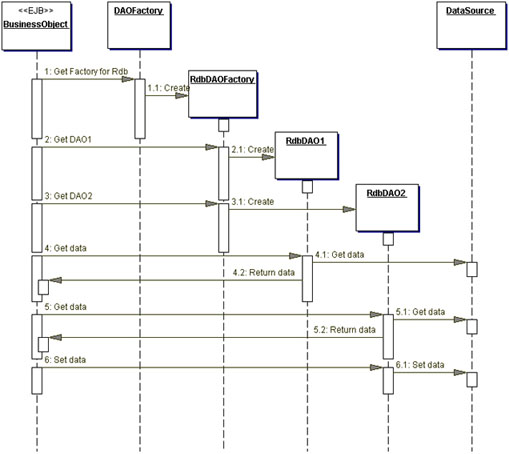 <<EJB>>
BusinessObject
DAOFactory
DataSource
1: Get Factory for Rdb
RdbDAOFactory
1.1: Create
2: Get DAO1
RdbDAO1
2.1: Create
3: Get DAO2
RdbDAO2
3.1: Create
4: Get data
4.1: Get data
4.2: Return data
5: Get data
5.1: Get data
5.2: Return data
6: Set data
6.1: Set data